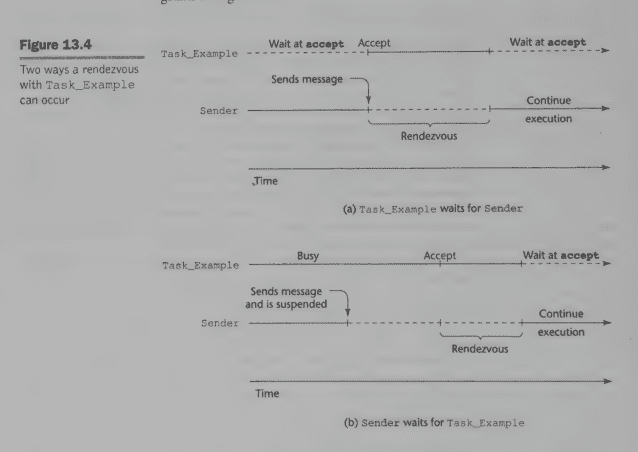 Figure 13.4
Two ways a rendezvous
with Task_Example
can occur
Wait at accept Accept Wait at accept
Task_Example
Sends message
Sender
Continue
execution
Rendezvous
Time
(a) Task_Example waits for Sender
Busy Accept Wait at accept
Task_Example
Sends message
and is suspended
Sender
Continue
execution
Rendezvous
Time
(b) Sender waits for Task_Example